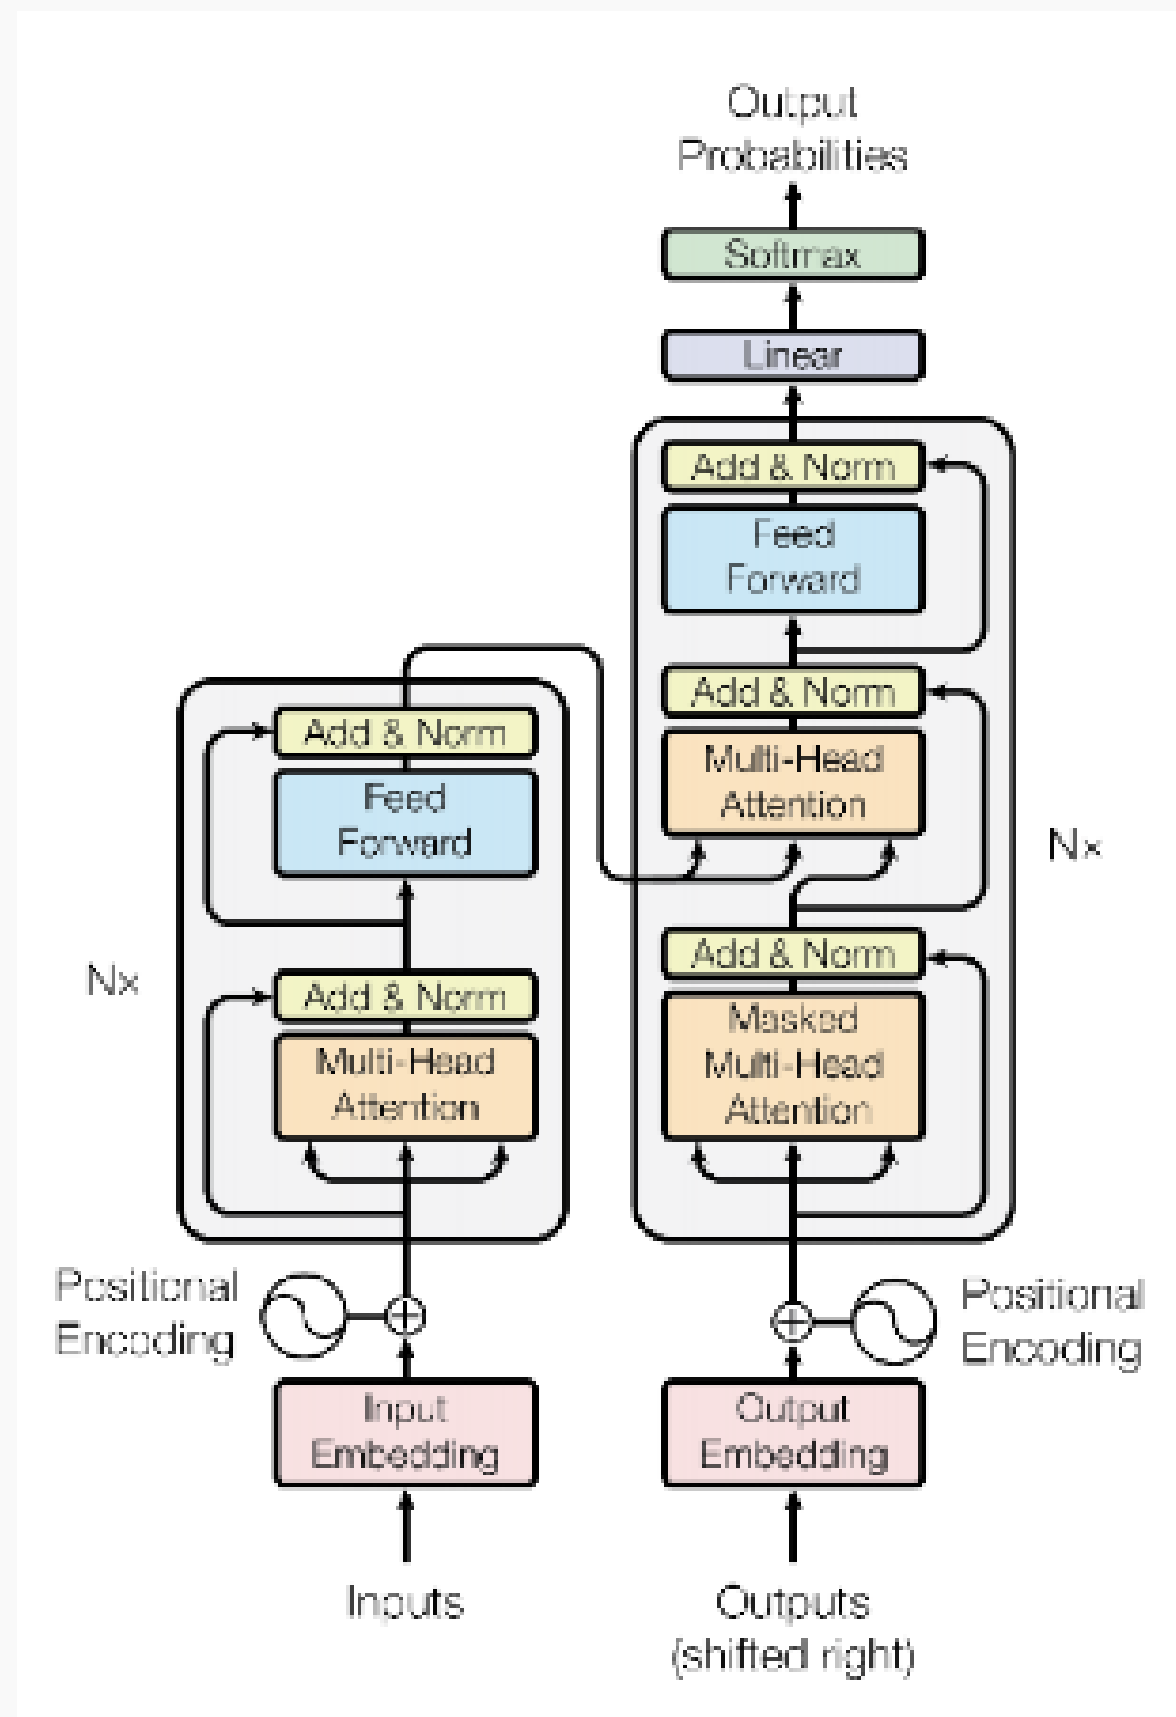 Output
Probabilities
Softmax
Linear
Add & Norm
Feed
Forward
Add & Norm
Multi-Head
Attention
Nx
Add & Norm
Masked
Multi-Head
Attention
Add & Norm
Feed
Forward
Nx
Add & Norm
Multi-Head
Attention
Positional
Encoding
Positional
Encoding
Input
Embedding
Output
Embedding
Inputs
Outputs
(shifted right)